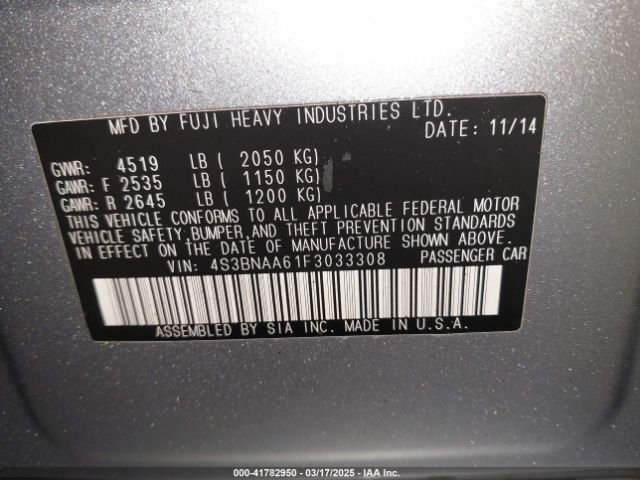 MFD BY FUJI HEAVY INDUSTRIES LTD.
DATE: 11/14
GVWR: 4519 LB ( 2050 KG)
GAWR: F 2535 LB ( 1150 KG)
GAWR: R 2645 LB ( 1200 KG)
THIS VEHICLE CONFORMS TO ALL APPLICABLE FEDERAL MOTOR
VEHICLE SAFETY, BUMPER, AND THEFT PREVENTION STANDARDS
IN EFFECT ON THE DATE OF MANUFACTURE SHOWN ABOVE.
VIN: 4S3BNAA61F3033308 PASSENGER CAR
ASSEMBLED BY SIA INC. MADE IN U.S.A.
000-41782950 - 03/17/2025 - IAA Inc.